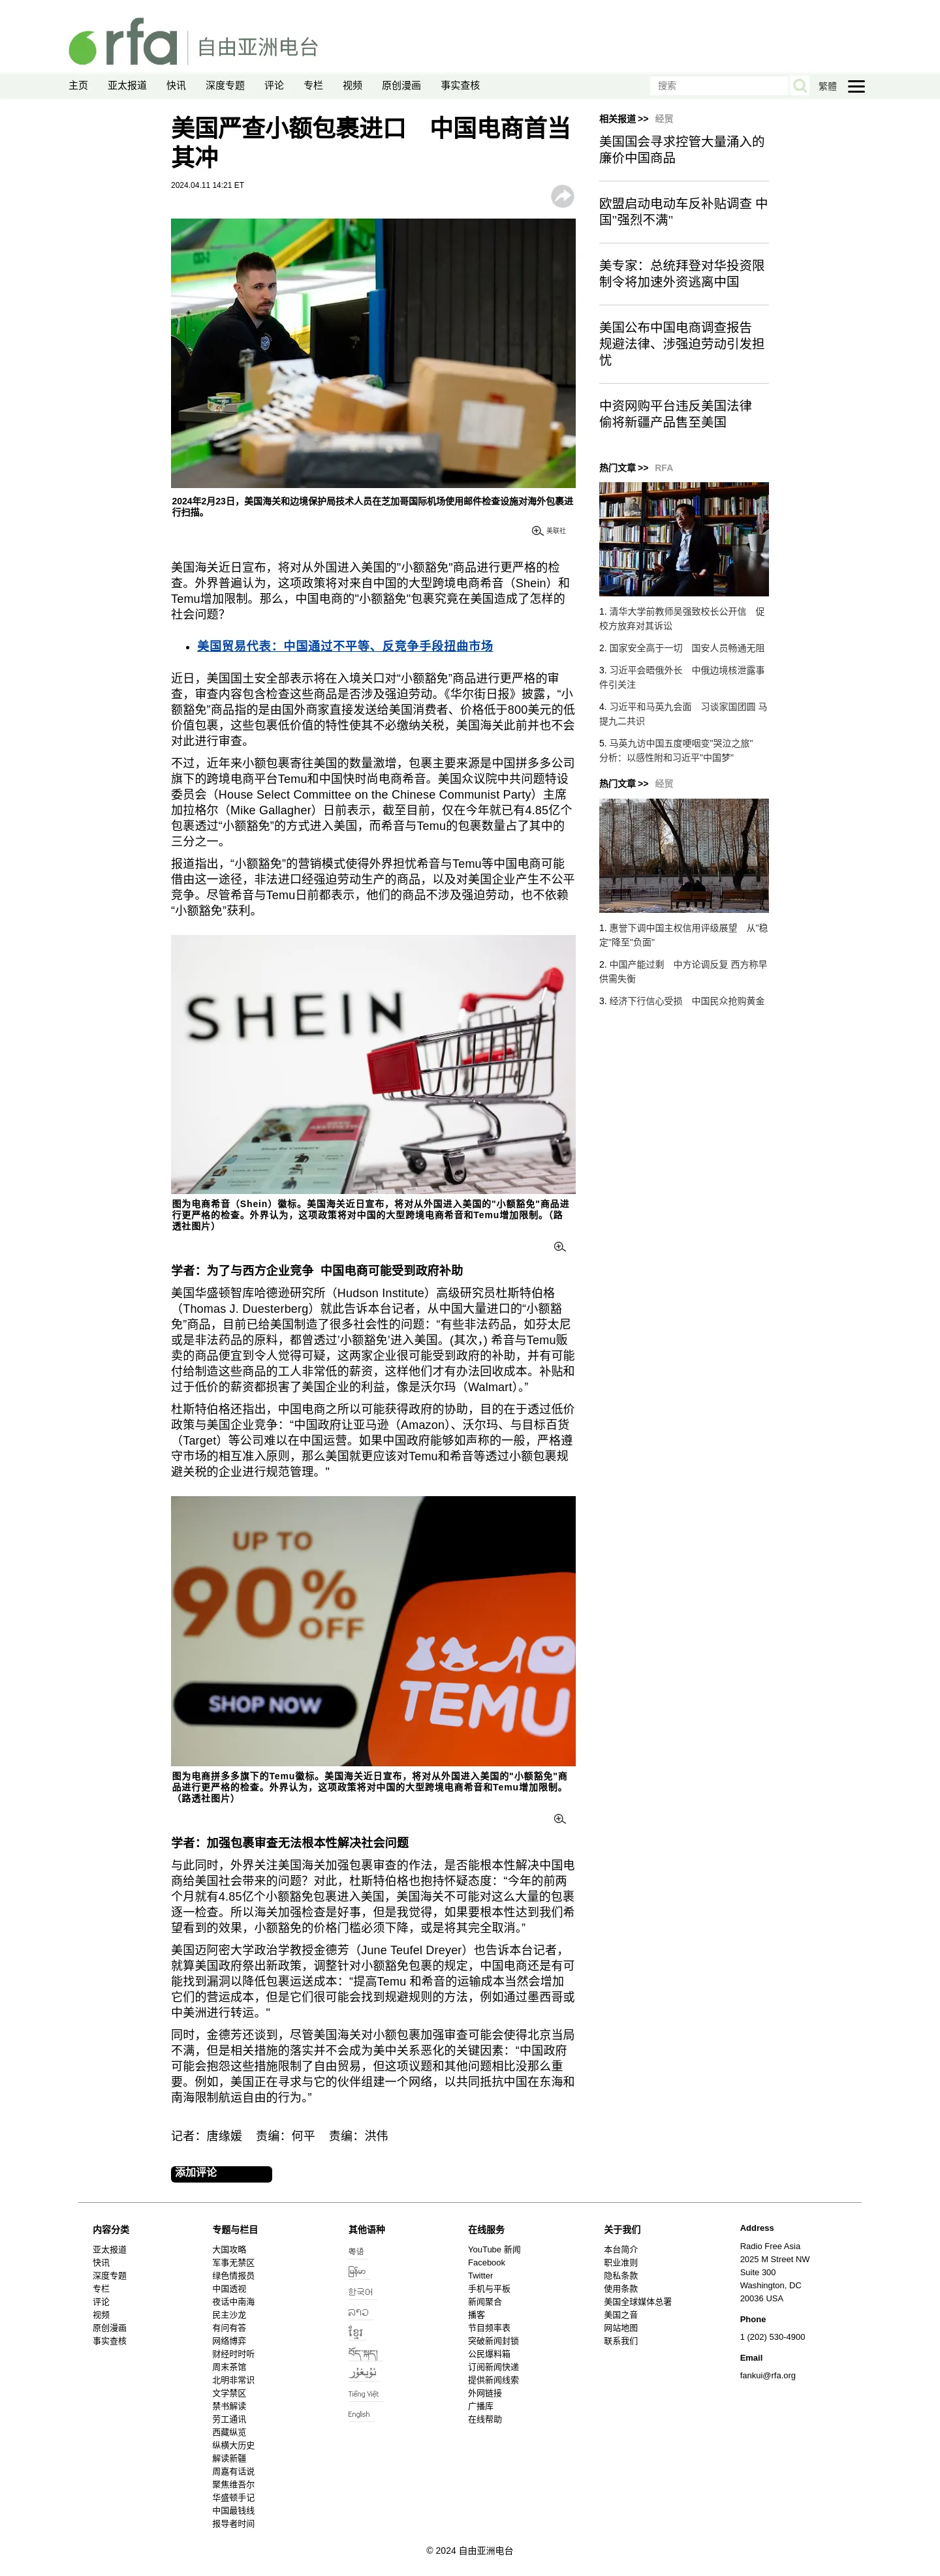 rfa 自由亚洲电台
主页 亚太报道 快讯 深度专题 评论 专栏 视频 原创漫画 事实查核 搜索 繁體
美国严查小额包裹进口　中国电商首当
其冲
2024.04.11 14:21 ET
2024年2月23日，美国海关和边境保护局技术人员在芝加哥国际机场使用邮件检查设施对海外包裹进
行扫描。
美联社
美国海关近日宣布，将对从外国进入美国的"小额豁免"商品进行更严格的检
查。外界普遍认为，这项政策将对来自中国的大型跨境电商希音（Shein）和
Temu增加限制。那么，中国电商的"小额豁免"包裹究竟在美国造成了怎样的
社会问题？
美国贸易代表：中国通过不平等、反竞争手段扭曲市场
近日，美国国土安全部表示将在入境关口对“小额豁免”商品进行更严格的审
查，审查内容包含检查这些商品是否涉及强迫劳动。《华尔街日报》披露，“小
额豁免”商品指的是由国外商家直接发送给美国消费者、价格低于800美元的低
价值包裹，这些包裹低价值的特性使其不必缴纳关税，美国海关此前并也不会
对此进行审查。
不过，近年来小额包裹寄往美国的数量激增，包裹主要来源是中国拼多多公司
旗下的跨境电商平台Temu和中国快时尚电商希音。美国众议院中共问题特设
委员会（House Select Committee on the Chinese Communist Party）主席
加拉格尔（Mike Gallagher）日前表示，截至目前，仅在今年就已有4.85亿个
包裹透过“小额豁免”的方式进入美国，而希音与Temu的包裹数量占了其中的
三分之一。
报道指出，“小额豁免”的营销模式使得外界担忧希音与Temu等中国电商可能
借由这一途径，非法进口经强迫劳动生产的商品，以及对美国企业产生不公平
竞争。尽管希音与Temu日前都表示，他们的商品不涉及强迫劳动，也不依赖
“小额豁免”获利。
SHEIN
图为电商希音（Shein）徽标。美国海关近日宣布，将对从外国进入美国的"小额豁免"商品进
行更严格的检查。外界认为，这项政策将对中国的大型跨境电商希音和Temu增加限制。（路
透社图片）
学者：为了与西方企业竞争 中国电商可能受到政府补助
美国华盛顿智库哈德逊研究所（Hudson Institute）高级研究员杜斯特伯格
（Thomas J. Duesterberg）就此告诉本台记者，从中国大量进口的“小额豁
免”商品，目前已给美国制造了很多社会性的问题：“有些非法药品，如芬太尼
或是非法药品的原料，都曾透过‘小额豁免’进入美国。(其次，) 希音与Temu贩
卖的商品便宜到令人觉得可疑，这两家企业很可能受到政府的补助，并有可能
付给制造这些商品的工人非常低的薪资，这样他们才有办法回收成本。补贴和
过于低价的薪资都损害了美国企业的利益，像是沃尔玛（Walmart）。”
杜斯特伯格还指出，中国电商之所以可能获得政府的协助，目的在于透过低价
政策与美国企业竞争：“中国政府让亚马逊（Amazon）、沃尔玛、与目标百货
（Target）等公司难以在中国运营。如果中国政府能够如声称的一般，严格遵
守市场的相互准入原则，那么美国就更应该对Temu和希音等透过小额包裹规
避关税的企业进行规范管理。”
UP TO
90%
OFF
SHOP NOW
TEMU
图为电商拼多多旗下的Temu徽标。美国海关近日宣布，将对从外国进入美国的"小额豁免"商
品进行更严格的检查。外界认为，这项政策将对中国的大型跨境电商希音和Temu增加限制。
（路透社图片）
学者：加强包裹审查无法根本性解决社会问题
与此同时，外界关注美国海关加强包裹审查的作法，是否能根本性解决中国电
商给美国社会带来的问题？对此，杜斯特伯格也抱持怀疑态度：“今年的前两
个月就有4.85亿个小额豁免包裹进入美国，美国海关不可能对这么大量的包裹
逐一检查。所以海关加强检查是好事，但是我觉得，如果要根本性达到我们希
望看到的效果，小额豁免的价格门槛必须下降，或是将其完全取消。”
美国迈阿密大学政治学教授金德芳（June Teufel Dreyer）也告诉本台记者，
就算美国政府祭出新政策，调整针对小额豁免包裹的规定，中国电商还是有可
能找到漏洞以降低包裹运送成本：“提高Temu 和希音的运输成本当然会增加
它们的营运成本，但是它们很可能会找到规避规则的方法，例如通过墨西哥或
中美洲进行转运。”
同时，金德芳还谈到，尽管美国海关对小额包裹加强审查可能会使得北京当局
不满，但是相关措施的落实并不会成为美中关系恶化的关键因素：“中国政府
可能会抱怨这些措施限制了自由贸易，但这项议题和其他问题相比没那么重
要。例如，美国正在寻求与它的伙伴组建一个网络，以共同抵抗中国在东海和
南海限制航运自由的行为。”
记者：唐缘媛　责编：何平　责编：洪伟
添加评论
相关报道 >> 经贸
美国国会寻求控管大量涌入的
廉价中国商品
欧盟启动电动车反补贴调查 中
国"强烈不满"
美专家：总统拜登对华投资限
制令将加速外资逃离中国
美国公布中国电商调查报告
规避法律、涉强迫劳动引发担
忧
中资网购平台违反美国法律
偷将新疆产品售至美国
热门文章 >> RFA
1. 清华大学前教师吴强致校长公开信　促
校方放弃对其诉讼
2. 国家安全高于一切　国安人员畅通无阻
3. 习近平会晤俄外长　中俄边境核泄露事
件引关注
4. 习近平和马英九会面　习谈家国团圆 马
提九二共识
5. 马英九访中国五度哽咽变"哭泣之旅"
分析：以感性附和习近平"中国梦"
热门文章 >> 经贸
1. 惠誉下调中国主权信用评级展望　从"稳
定"降至"负面"
2. 中国产能过剩　中方论调反复 西方称早
供需失衡
3. 经济下行信心受损　中国民众抢购黄金
内容分类
亚太报道
快讯
深度专题
专栏
评论
视频
原创漫画
事实查核
专题与栏目
大国攻略
军事无禁区
绿色情报员
中国透视
夜话中南海
民主沙龙
有问有答
网络博弈
财经时时听
周末茶馆
北明非常识
文学禁区
禁书解读
劳工通讯
西藏纵览
纵横大历史
解读新疆
周嘉有话说
聚焦维吾尔
华盛顿手记
中国最钱线
报导者时间
其他语种
粤语
မြန်မာ
한국어
ລາວ
ខ្មែរ
བོད་སྐད།
ئۇيغۇر
Tiếng Việt
English
在线服务
YouTube 新闻
Facebook
Twitter
手机与平板
新闻聚合
播客
节目频率表
突破新闻封锁
公民爆料箱
订阅新闻快递
提供新闻线索
外网链接
广播库
在线帮助
关于我们
本台简介
职业准则
隐私条款
使用条款
美国全球媒体总署
美国之音
网站地图
联系我们
Address
Radio Free Asia
2025 M Street NW
Suite 300
Washington, DC
20036 USA
Phone
1 (202) 530-4900
Email
fankui@rfa.org
© 2024 自由亚洲电台